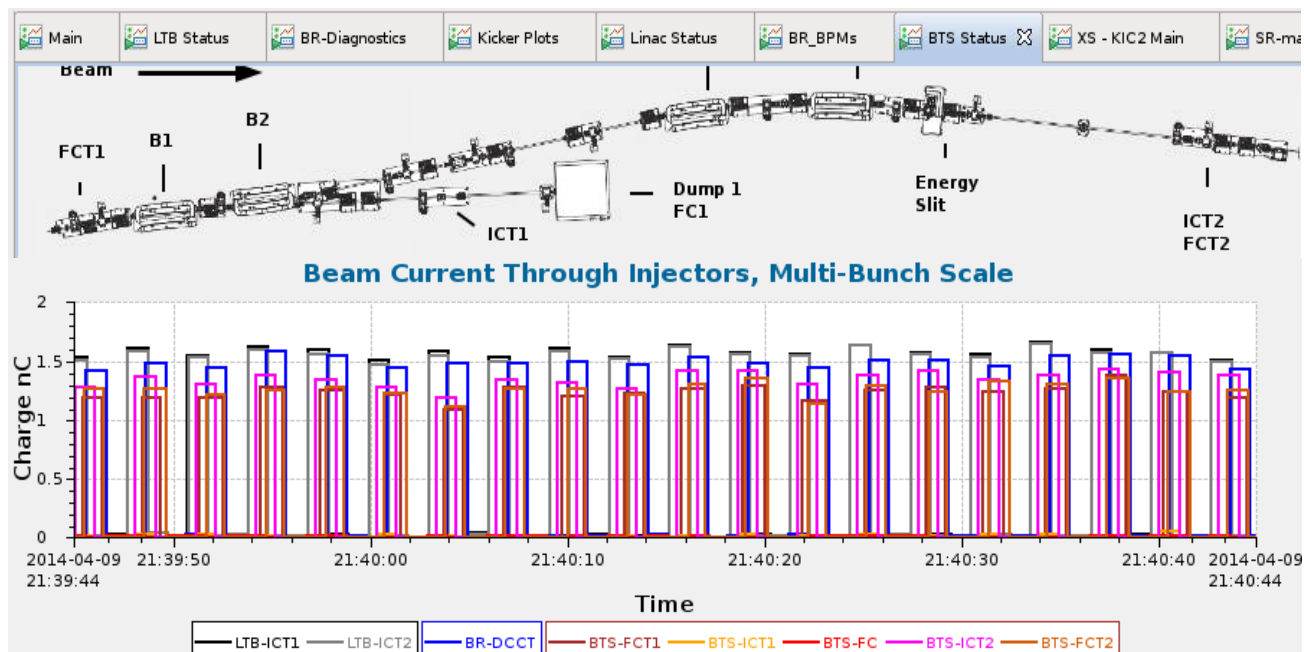 Main
LTB Status
BR-Diagnostics
Kicker Plots
Linac Status
BR_BPMs
BTS Status
XS - KIC2 Main
SR-ma
Beam
FCT1
B1
B2
ICT1
Dump 1
FC1
Energy
Slit
ICT2
FCT2
Beam Current Through Injectors, Multi-Bunch Scale
Charge nC
2
1.5
1
0.5
0
2014-04-09
21:39:44
21:39:50
21:40:00
21:40:10
21:40:20
21:40:30
21:40:40
2014-04-09
21:40:44
Time
LTB-ICT1
LTB-ICT2
BR-DCCT
BTS-FCT1
BTS-ICT1
BTS-FC
BTS-ICT2
BTS-FCT2